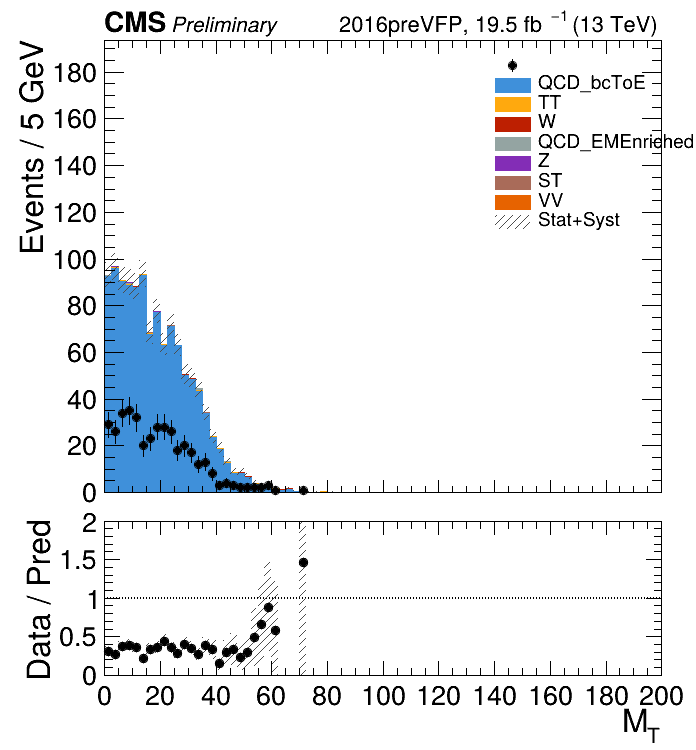 CMS Preliminary 2016preVFP, 19.5 fb⁻¹ (13 TeV)
Events / 5 GeV
180
160
140
120
100
80
60
40
20
0
QCD_bcToE
TT
W
QCD_EMEnriched
Z
ST
VV
Stat+Syst
Data / Pred
2
1.5
1
0.5
0
0 20 40 60 80 100 120 140 160 180 200
M_T